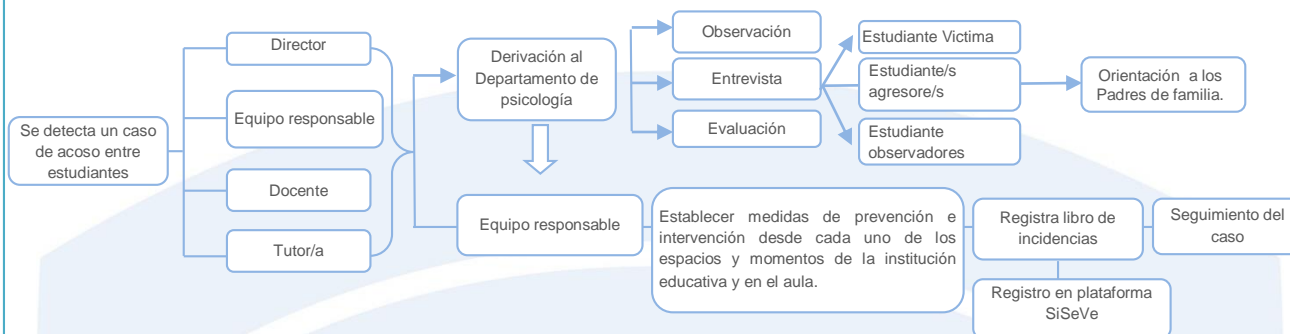 Se detecta un caso
de acoso entre
estudiantes
Director
Equipo responsable
Docente
Tutor/a
Derivación al
Departamento de
psicología
Observación
Entrevista
Evaluación
Estudiante Victima
Estudiante/s
agresore/s
Estudiante
observadores
Orientación a los
Padres de familia.
Equipo responsable
Establecer medidas de prevención e
intervención desde cada uno de los
espacios y momentos de la institución
educativa y en el aula.
Registra libro de
incidencias
Seguimiento del
caso
Registro en plataforma
SiSeVe